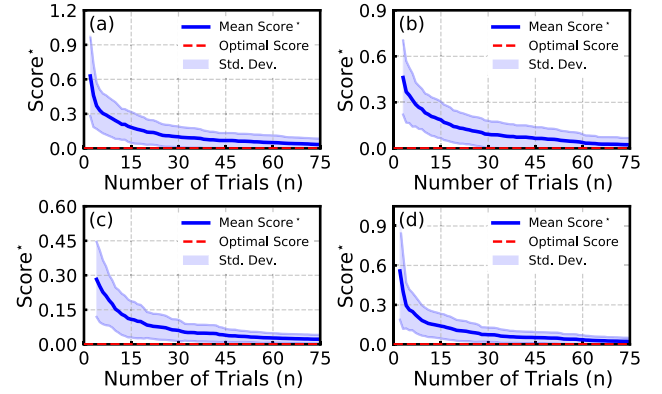 (a)
Mean Score*
Optimal Score
Std. Dev.
Score*
1.2
0.9
0.6
0.3
0.0
0 15 30 45 60 75
Number of Trials (n)
(b)
Mean Score*
Optimal Score
Std. Dev.
Score*
0.9
0.6
0.3
0.0
0 15 30 45 60 75
Number of Trials (n)
(c)
Mean Score*
Optimal Score
Std. Dev.
Score*
0.60
0.45
0.30
0.15
0.00
0 15 30 45 60 75
Number of Trials (n)
(d)
Mean Score*
Optimal Score
Std. Dev.
Score*
0.9
0.6
0.3
0.0
0 15 30 45 60 75
Number of Trials (n)